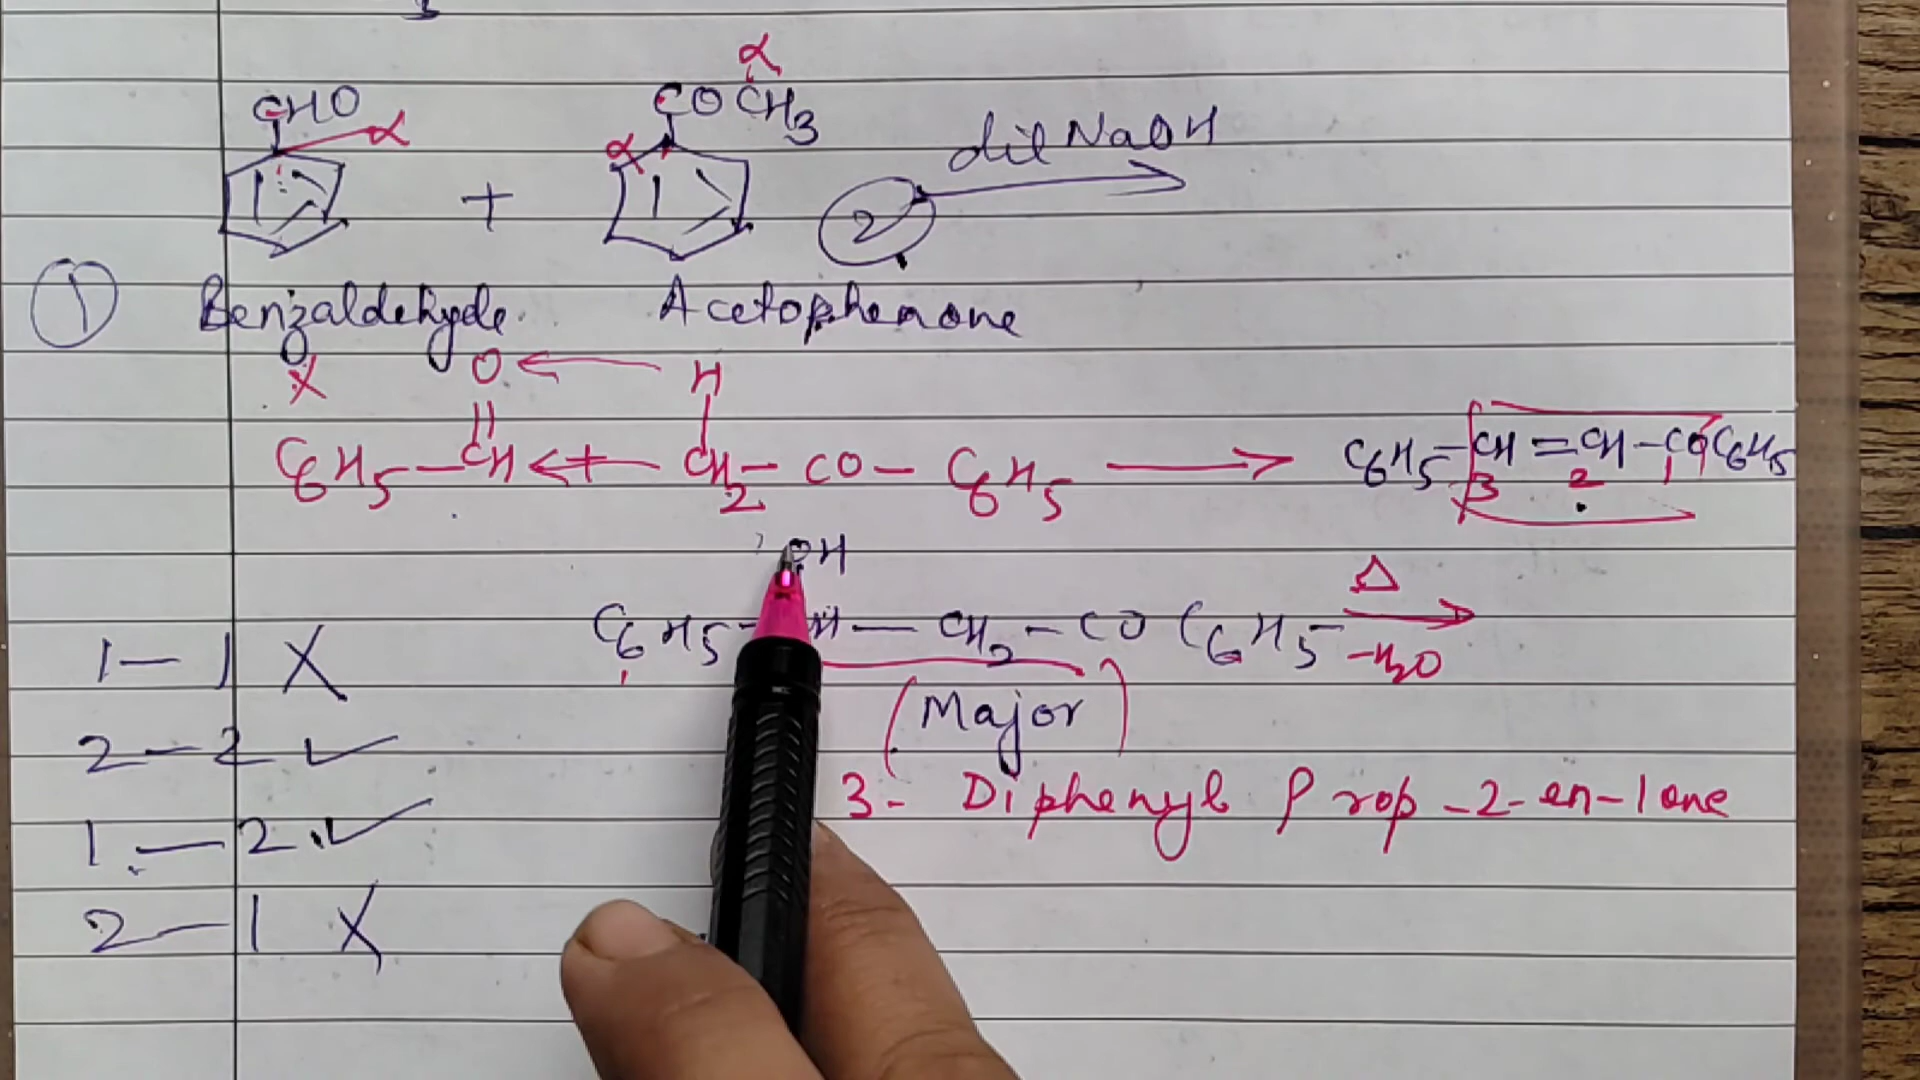 α
CHO COCH3
α α dil NaOH
+ 2
1 Benzaldehyde Acetophenone
X O ← H
C6H5 – CH ← + CH2 – CO – C6H5 → C6H5 – CH = CH – COC6H5
3 2 1
OH
C6H5 – H – CH2 – CO C6H5 Δ → -H2O
1 – 1 X
(Major)
2 – 2 ✓
3- Diphenyl Prop-2-en-1one
1 – 2 ✓
2 – 1 X